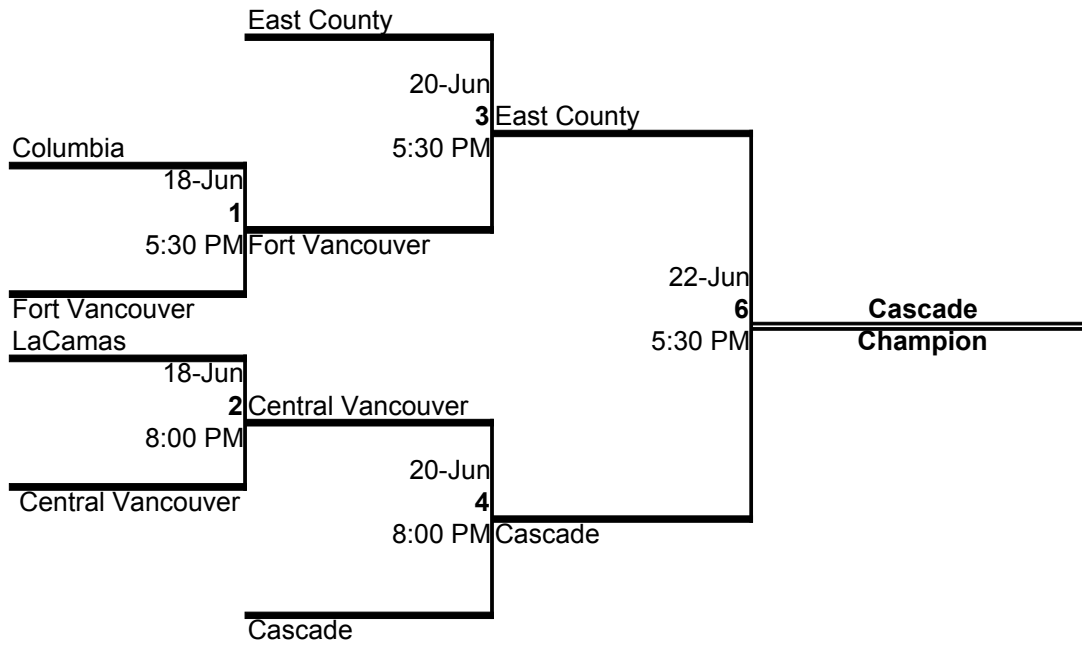 East County
20-Jun
3 East County
5:30 PM
Columbia
18-Jun
1
5:30 PM Fort Vancouver
Fort Vancouver
22-Jun
6 Cascade
5:30 PM Champion
LaCamas
18-Jun
2 Central Vancouver
8:00 PM
Central Vancouver
20-Jun
4
8:00 PM Cascade
Cascade